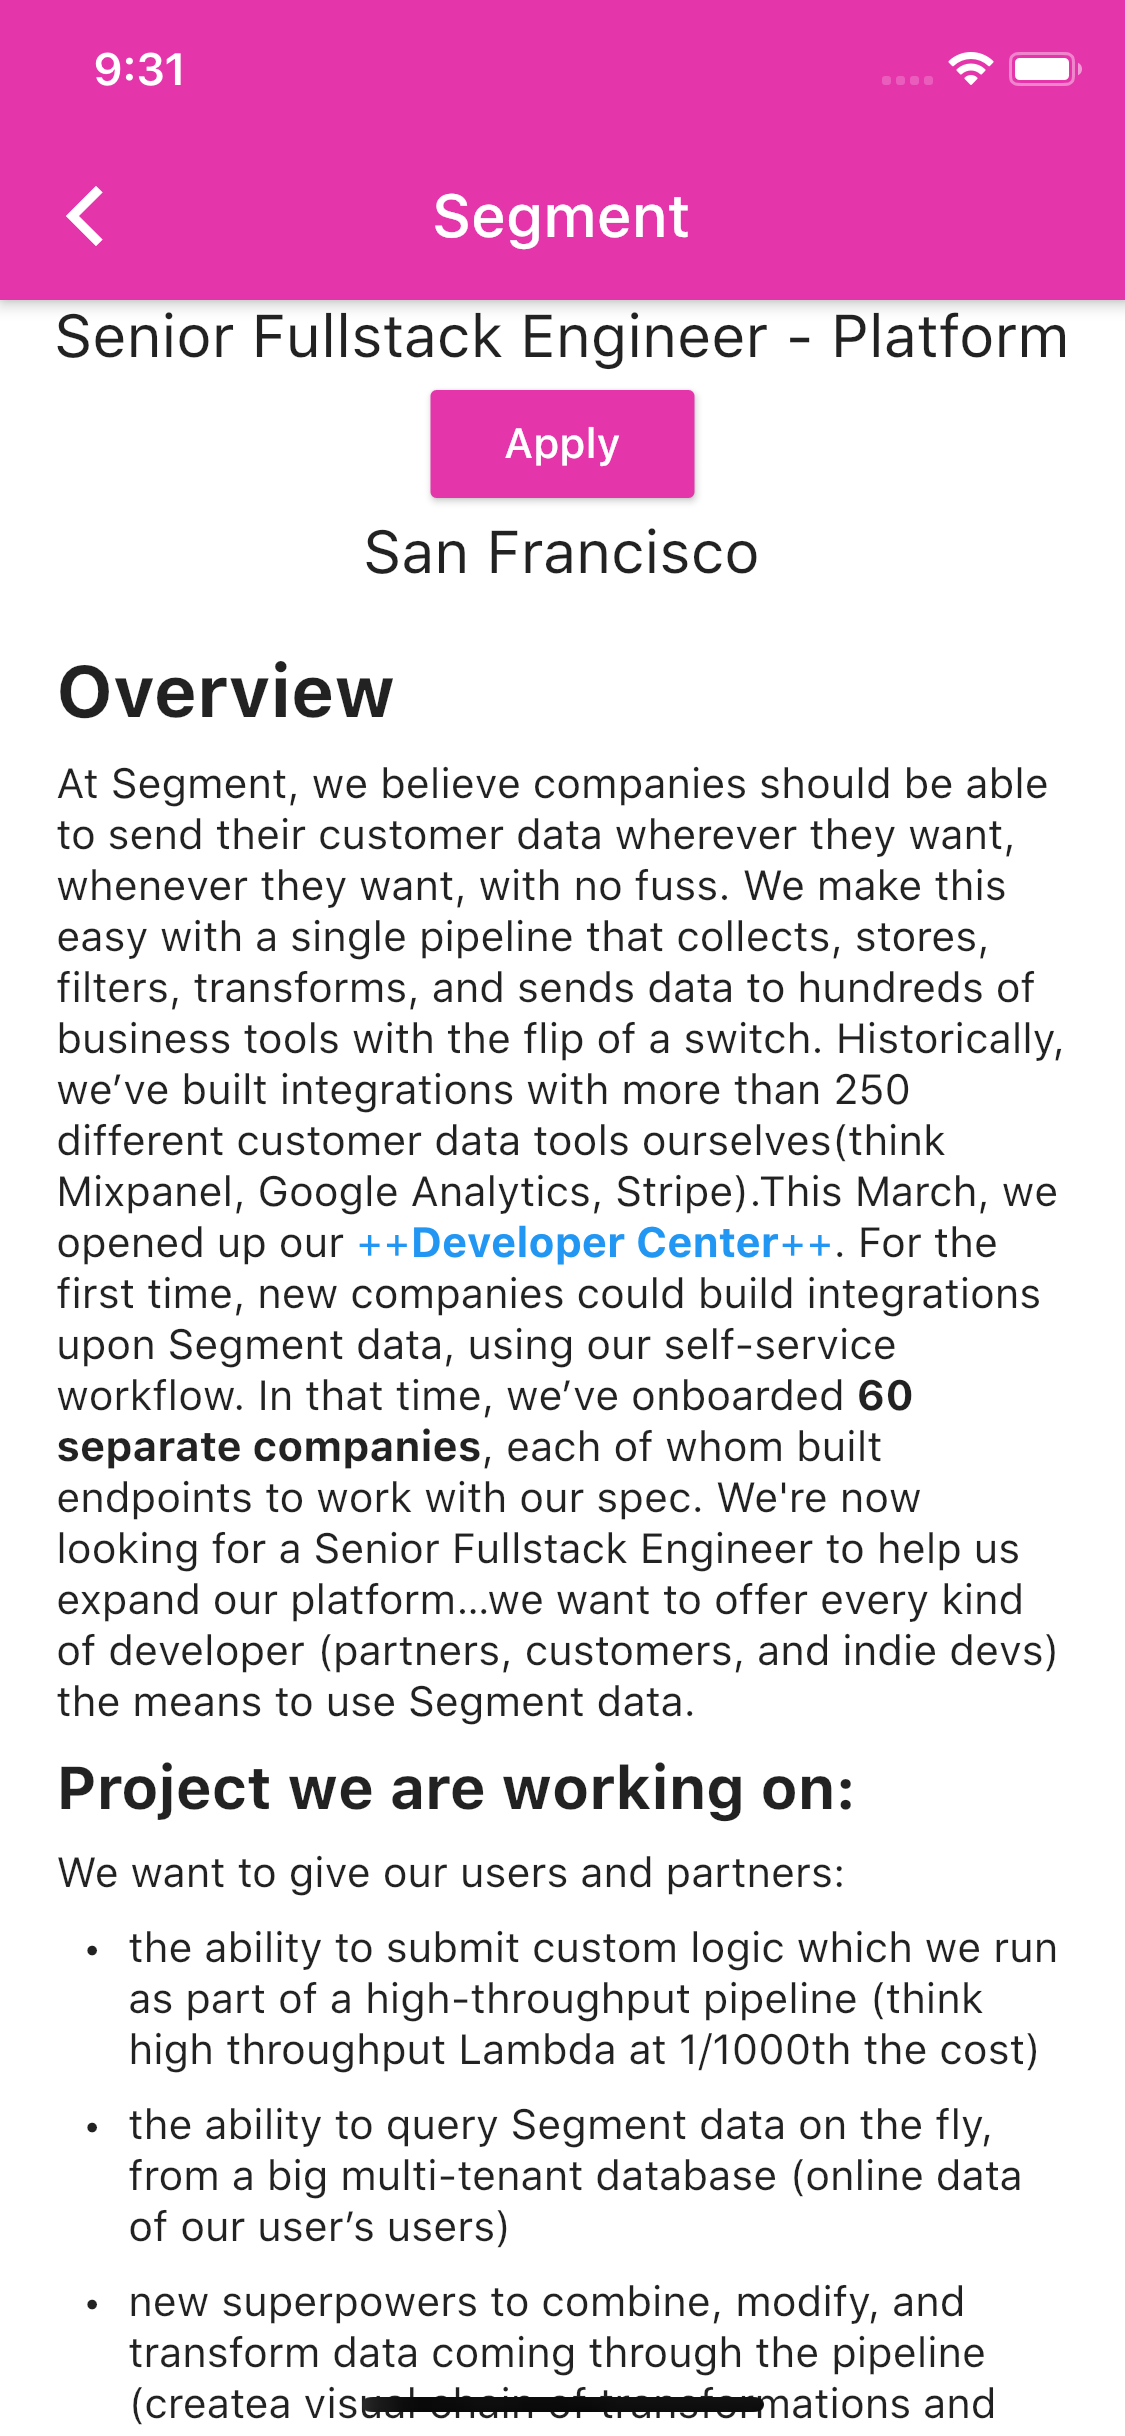 9:31
Segment
Senior Fullstack Engineer - Platform
Apply
San Francisco
Overview
At Segment, we believe companies should be able
to send their customer data wherever they want,
whenever they want, with no fuss. We make this
easy with a single pipeline that collects, stores,
filters, transforms, and sends data to hundreds of
business tools with the flip of a switch. Historically,
we’ve built integrations with more than 250
different customer data tools ourselves(think
Mixpanel, Google Analytics, Stripe).This March, we
opened up our ++Developer Center++. For the
first time, new companies could build integrations
upon Segment data, using our self-service
workflow. In that time, we’ve onboarded 60
separate companies, each of whom built
endpoints to work with our spec. We're now
looking for a Senior Fullstack Engineer to help us
expand our platform...we want to offer every kind
of developer (partners, customers, and indie devs)
the means to use Segment data.
Project we are working on:
We want to give our users and partners:
• the ability to submit custom logic which we run
as part of a high-throughput pipeline (think
high throughput Lambda at 1/1000th the cost)
• the ability to query Segment data on the fly,
from a big multi-tenant database (online data
of our user’s users)
• new superpowers to combine, modify, and
transform data coming through the pipeline
(createa visual chain of transformations and